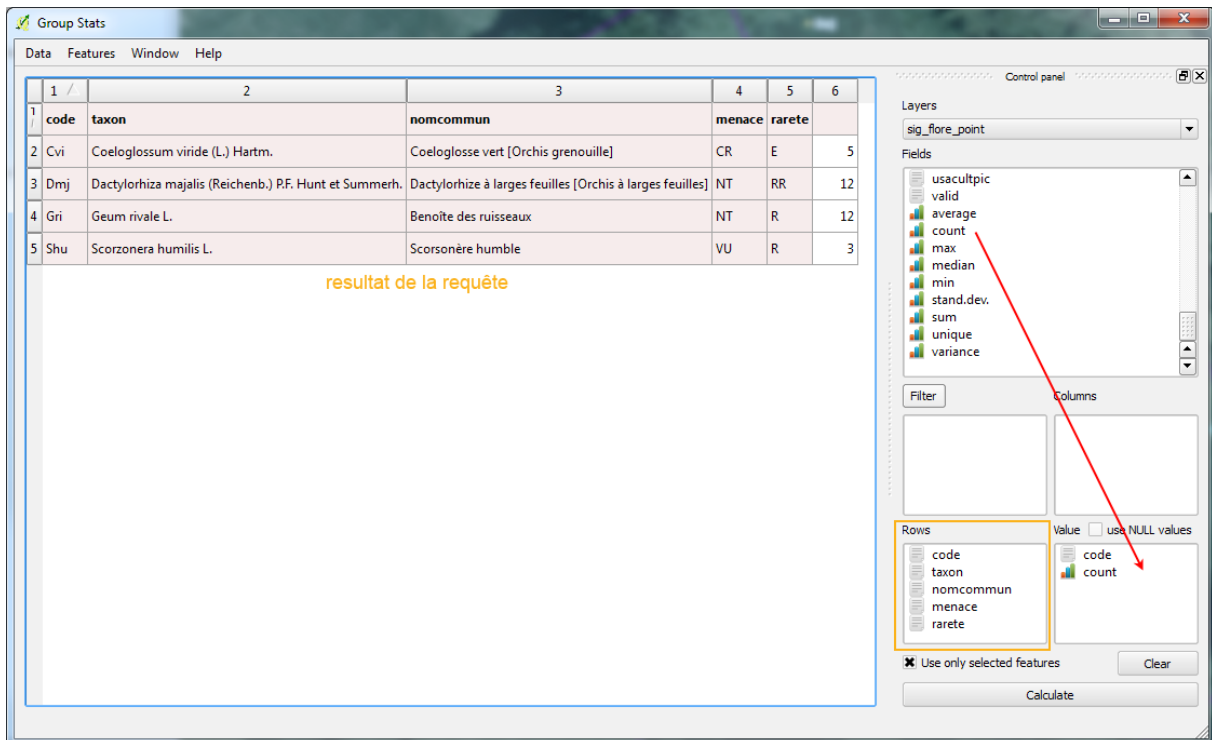 Group Stats
Data Features Window Help
1 2 3 4 5 6
1 code taxon nomcommun menace rarete
2 Cvi Coeloglossum viride (L.) Hartm. Coeloglosse vert [Orchis grenouille] CR E 5
3 Dmj Dactylorhiza majalis (Reichenb.) P.F. Hunt et Summerh. Dactylorhize à larges feuilles [Orchis à larges feuilles] NT RR 12
4 Gri Geum rivale L. Benoîte des ruisseaux NT R 12
5 Shu Scorzonera humilis L. Scorsonère humble VU R 3
resultat de la requête
Control panel
Layers
sig_flore_point
Fields
usacultpic
valid
average
count
max
median
min
stand.dev.
sum
unique
variance
Filter Columns
Rows Value use NULL values
code
taxon
nomcommun
menace
rarete
code
count
Use only selected features Clear
Calculate